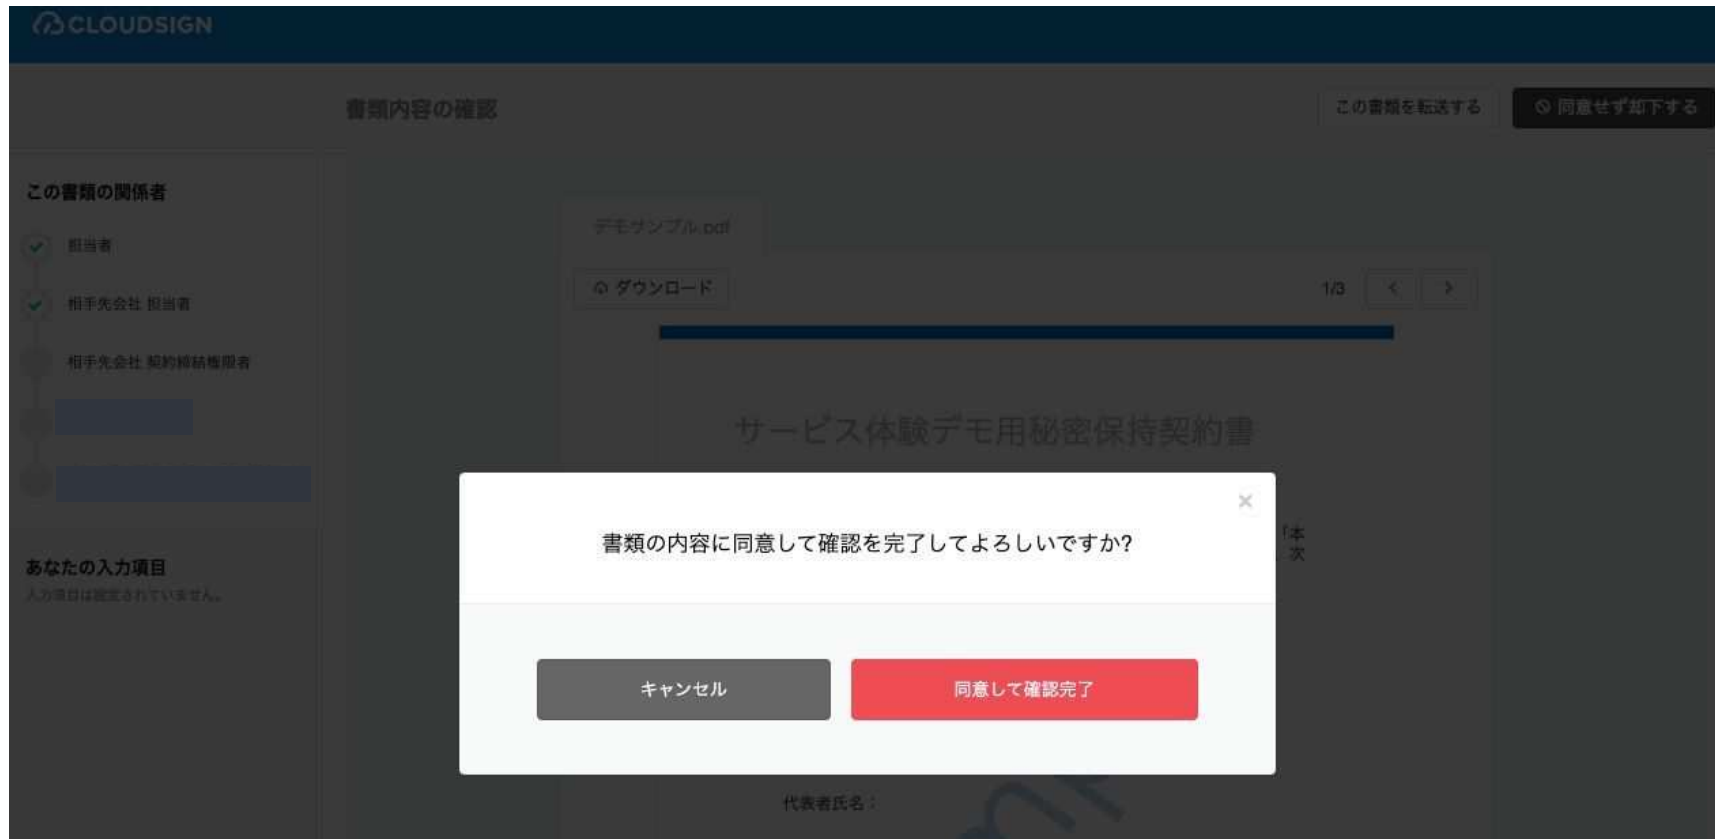 CLOUDSIGN
書類内容の確認
この書類を転送する
同意せず却下する
この書類の関係者
担当者
相手先会社 担当者
相手先会社 契約締結権限者
あなたの入力項目
入力項目は設定されていません。
デモサンプル.pdf
ダウンロード
1/3
サービス体験デモ用秘密保持契約書
「本
次
×
書類の内容に同意して確認を完了してよろしいですか?
キャンセル
同意して確認完了
代表者氏名：